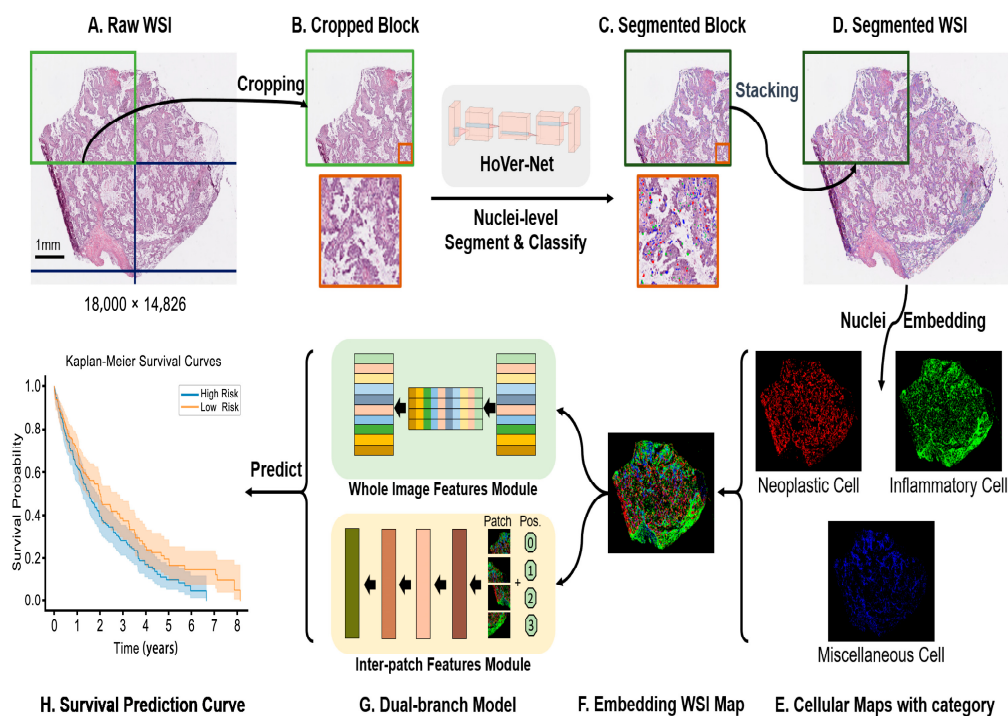 A. Raw WSI
B. Cropped Block
C. Segmented Block
D. Segmented WSI
Cropping
HoVer-Net
Nuclei-level
Segment & Classify
Stacking
1mm
18,000 × 14,826
Nuclei Embedding
Neoplastic Cell
Inflammatory Cell
Miscellaneous Cell
Whole Image Features Module
Patch Pos.
0
1
+
2
3
Inter-patch Features Module
Predict
Kaplan-Meier Survival Curves
High Risk
Low Risk
Survival Probability
1.0
0.8
0.6
0.4
0.2
0.0
0 1 2 3 4 5 6 7 8
Time (years)
H. Survival Prediction Curve
G. Dual-branch Model
F. Embedding WSI Map
E. Cellular Maps with category